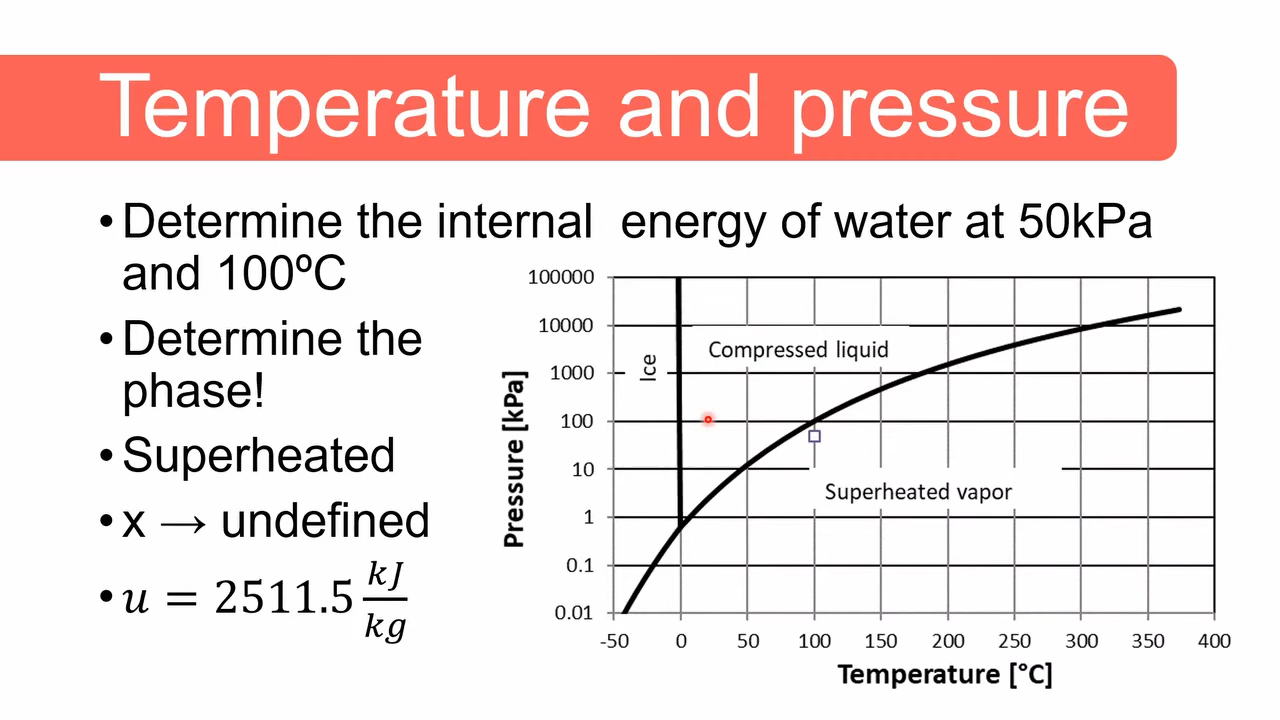 Temperature and pressure
•Determine the internal  energy of water at 50kPa
and 100ºC
•Determine the
phase!
•Superheated
•x → undefined
•u = 2511.5 kJ/kg
Pressure [kPa]
100000
10000
1000
100
10
1
0.1
0.01
Ice
Compressed liquid
Superheated vapor
-50 0 50 100 150 200 250 300 350 400
Temperature [°C]